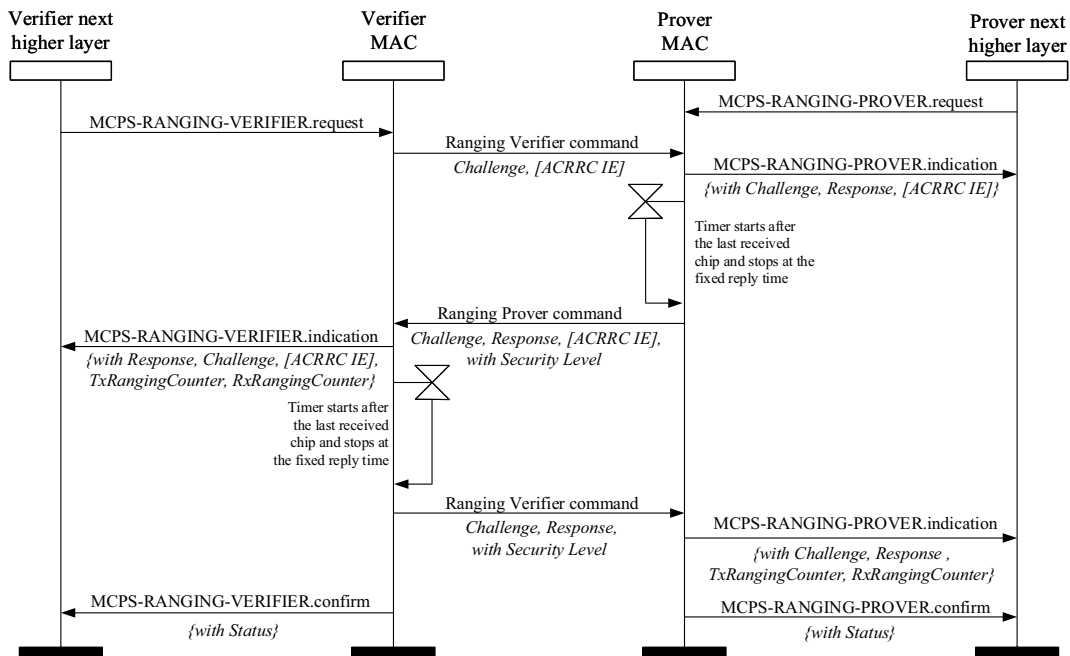 Verifier next
higher layer
Verifier
MAC
Prover
MAC
Prover next
higher layer
MCPS-RANGING-PROVER.request
MCPS-RANGING-VERIFIER.request
Ranging Verifier command
Challenge, [ACRRC IE]
MCPS-RANGING-PROVER.indication
{with Challenge, Response, [ACRRC IE]}
Timer starts after
the last received
chip and stops at the
fixed reply time
Ranging Prover command
Challenge, Response, [ACRRC IE],
with Security Level
MCPS-RANGING-VERIFIER.indication
{with Response, Challenge, [ACRRC IE],
TxRangingCounter, RxRangingCounter}
Timer starts after
the last received
chip and stops at
the fixed reply time
Ranging Verifier command
Challenge, Response,
with Security Level
MCPS-RANGING-PROVER.indication
{with Challenge, Response ,
TxRangingCounter, RxRangingCounter}
MCPS-RANGING-VERIFIER.confirm
{with Status}
MCPS-RANGING-PROVER.confirm
{with Status}